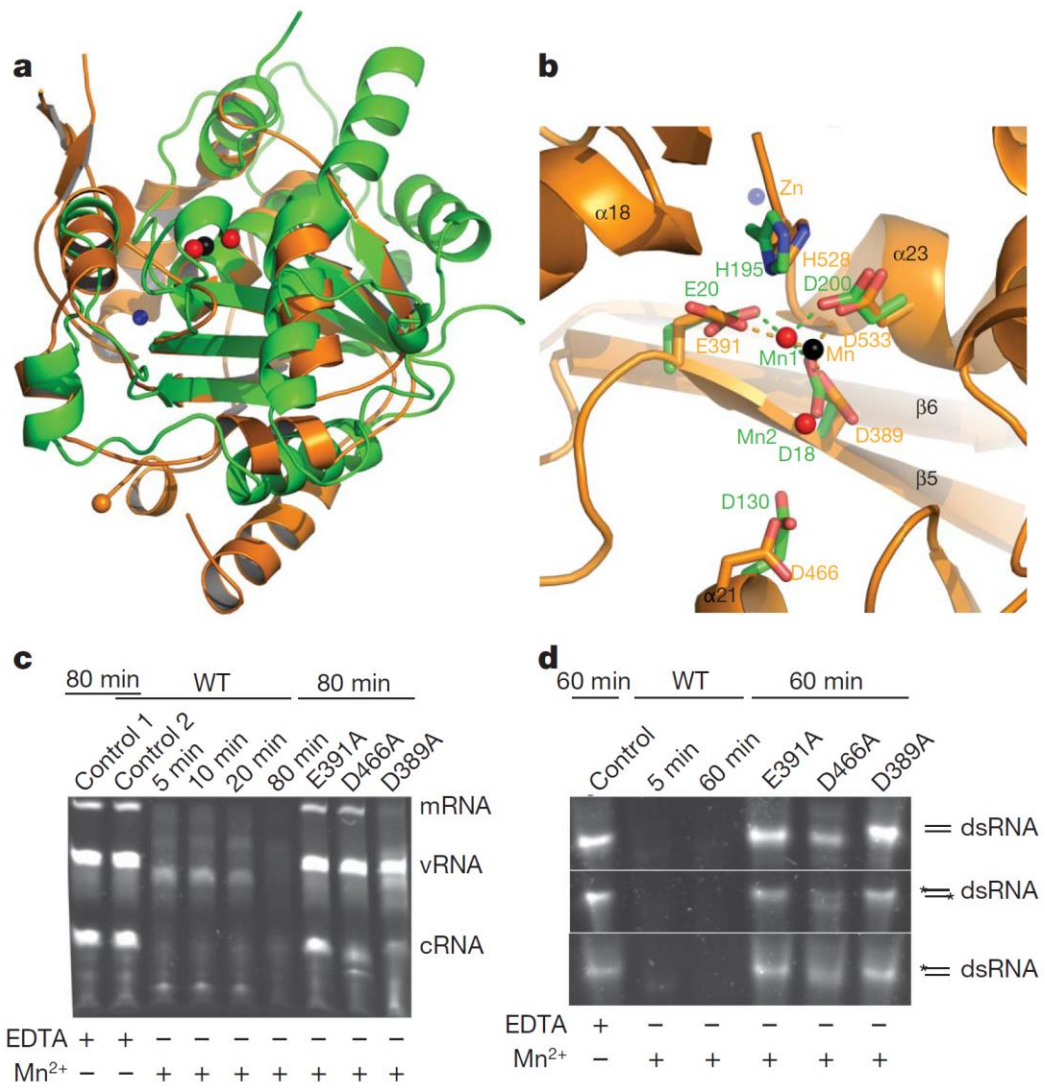 a
b
α18
Zn
α23
H528
H195
D200
E20
E391
D533
Mn1
Mn
β6
Mn2
D389
D18
β5
D130
D466
α21
c
80 min WT 80 min
Control 1 Control 2 5 min 10 min 20 min 80 min E391A D466A D389A
mRNA
vRNA
cRNA
EDTA + + − − − − − − −
Mn²⁺ − − + + + + + + +
d
60 min WT 60 min
Control 5 min 60 min E391A D466A D389A
dsRNA
* * dsRNA
* dsRNA
EDTA + − − − − −
Mn²⁺ − + + + + +